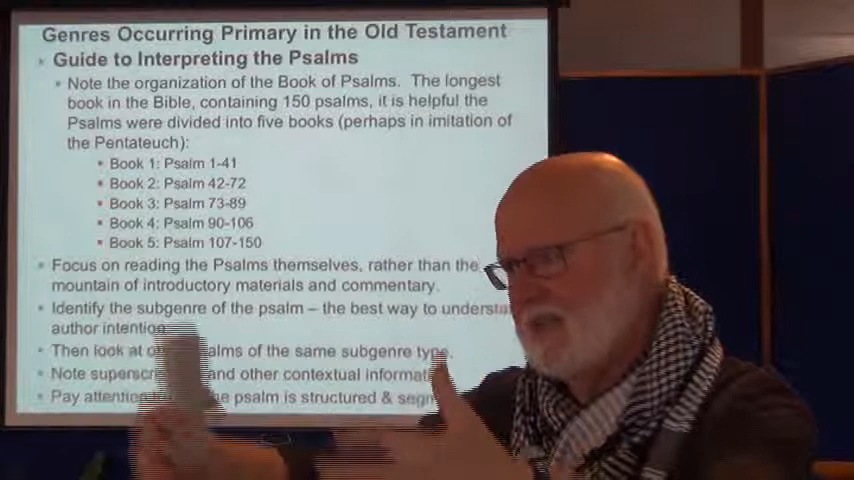 Genres Occurring Primary in the Old Testament
Guide to Interpreting the Psalms
Note the organization of the Book of Psalms. The longest
book in the Bible, containing 150 psalms, it is helpful the
Psalms were divided into five books (perhaps in imitation of
the Pentateuch):
Book 1: Psalm 1-41
Book 2: Psalm 42-72
Book 3: Psalm 73-89
Book 4: Psalm 90-106
Book 5: Psalm 107-150
Focus on reading the Psalms themselves, rather than the
mountain of introductory materials and commentary.
Identify the subgenre of the psalm – the best way to understand
author intention
Then look at psalms of the same subgenre type.
Note and other contextual information
Pay attention the psalm is structured &